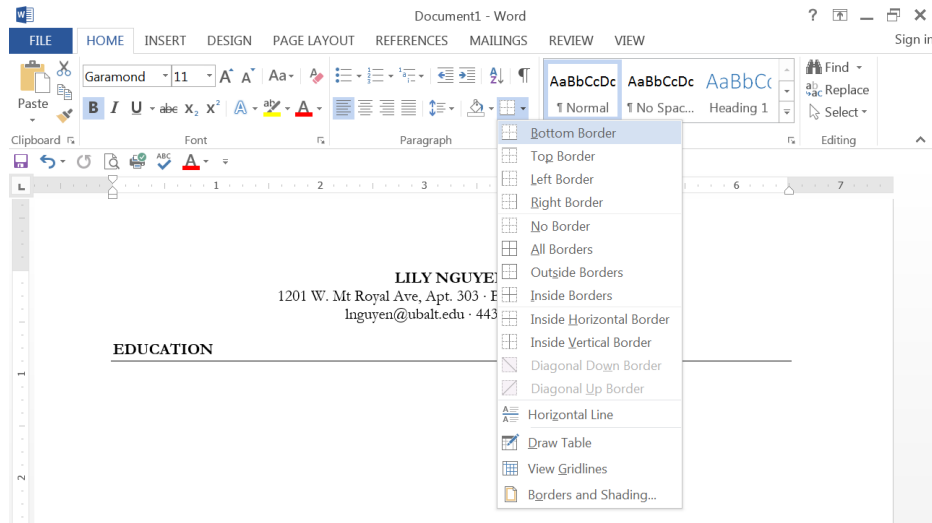 Document1 - Word
FILE HOME INSERT DESIGN PAGE LAYOUT REFERENCES MAILINGS REVIEW VIEW Sign in
Paste
Garamond 11 Aa
B I U abc X₂ X² A ab A
AaBbCcDc AaBbCcDc AaBbCc
¶ Normal ¶ No Spac... Heading 1
Find
Replace
Select
Clipboard Font Paragraph Editing
ABC
1 2 3 6 7
Bottom Border
Top Border
Left Border
Right Border
No Border
All Borders
Outside Borders
Inside Borders
Inside Horizontal Border
Inside Vertical Border
Diagonal Down Border
Diagonal Up Border
Horizontal Line
Draw Table
View Gridlines
Borders and Shading...
LILY NGUYE
1201 W. Mt Royal Ave, Apt. 303 ·
lnguyen@ubalt.edu · 443
EDUCATION
1
2